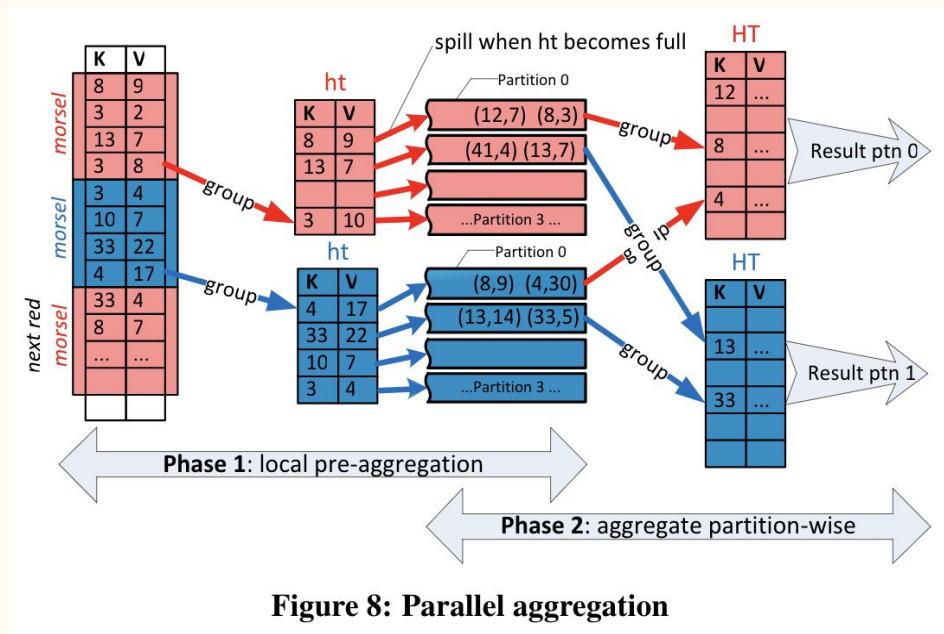 K V
8 9
3 2
13 7
3 8
3 4
10 7
33 22
4 17
33 4
8 7
... ...
morsel
morsel
next red
morsel
group
group
ht
K V
8 9
13 7
3 10
ht
K V
4 17
33 22
10 7
3 4
spill when ht becomes full
Partition 0
(12,7) (8,3)
(41,4) (13,7)
...Partition 3 ...
Partition 0
(8,9) (4,30)
(13,14) (33,5)
...Partition 3 ...
group
group
group
HT
K V
12 ...
8 ...
4 ...
Result ptn 0
HT
K V
13 ...
33 ...
Result ptn 1
Phase 1: local pre-aggregation
Phase 2: aggregate partition-wise
Figure 8: Parallel aggregation